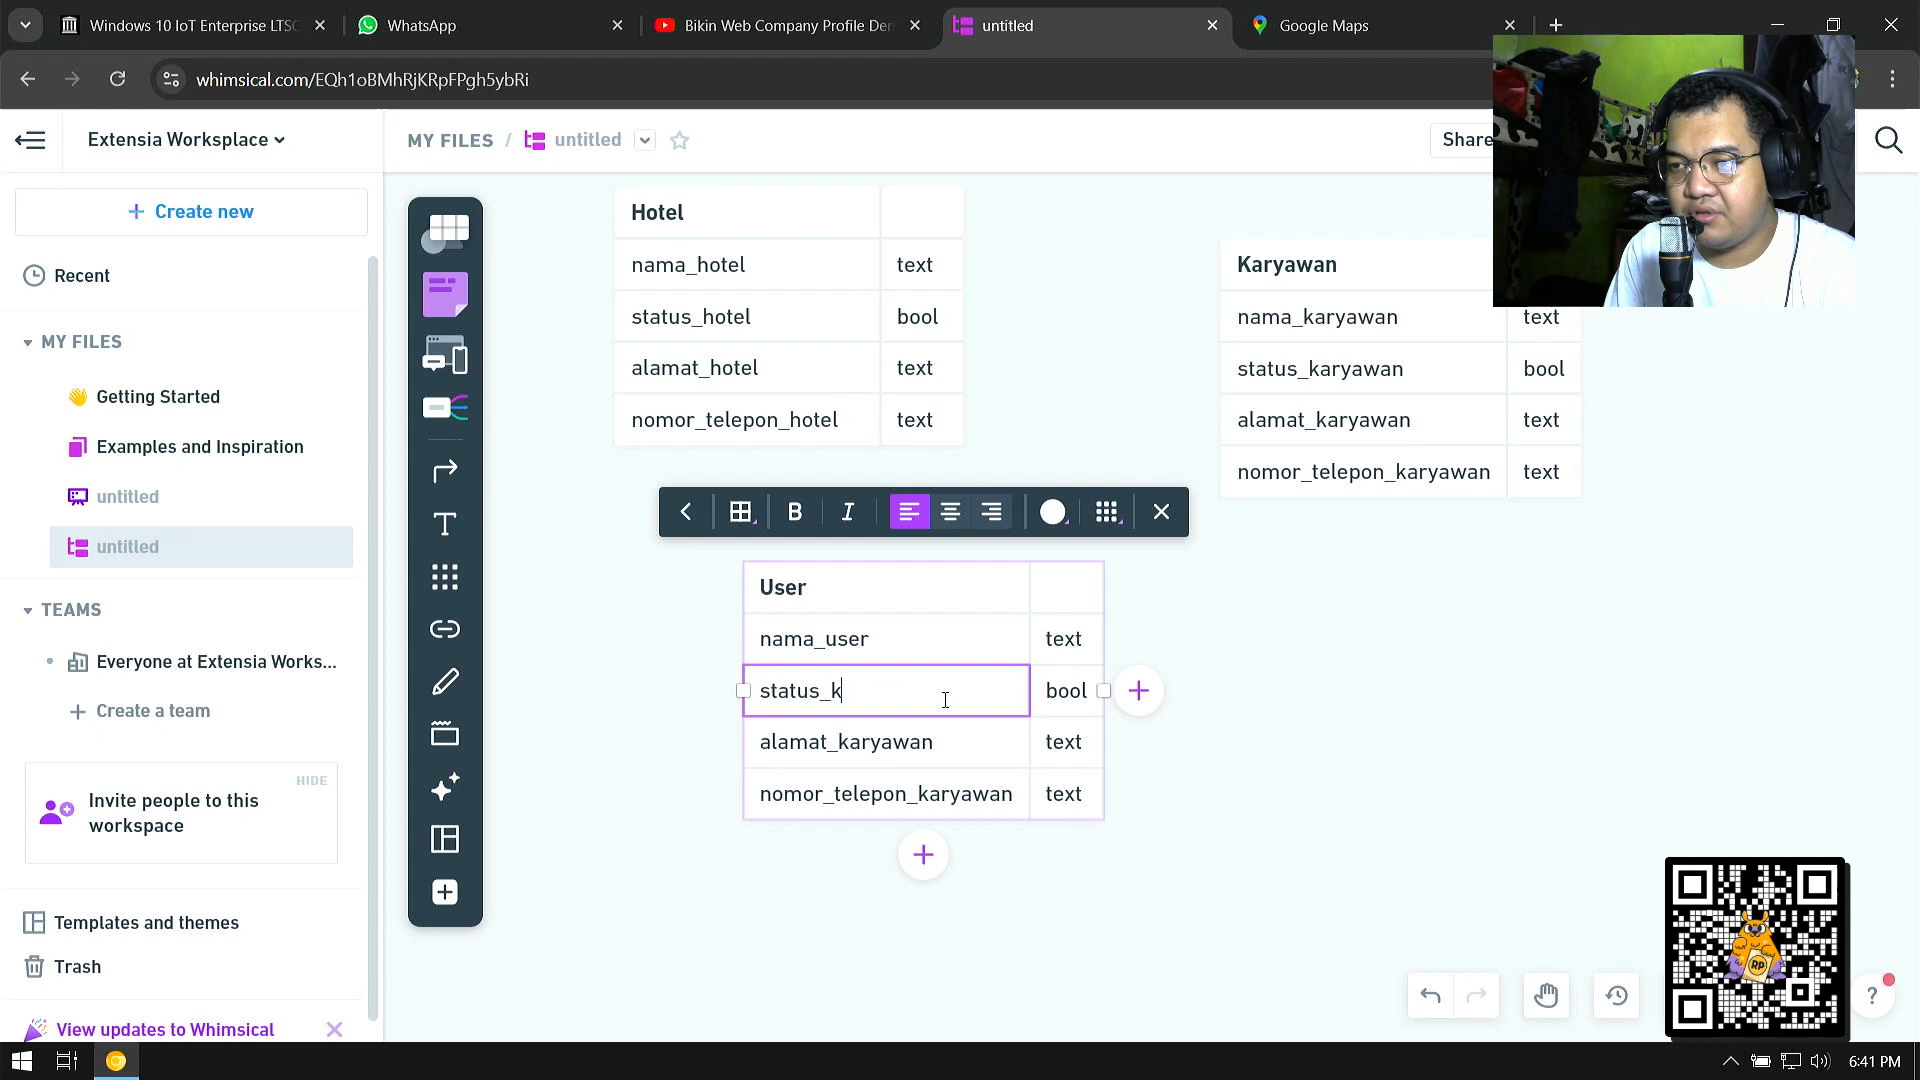 Windows 10 IoT Enterprise LTSC
WhatsApp
Bikin Web Company Profile Den
untitled
Google Maps
whimsical.com/EQh1oBMhRjKRpFPgh5ybRi
Extensia Worksplace
MY FILES / untitled
Share
Create new
Recent
MY FILES
Getting Started
Examples and Inspiration
untitled
untitled
TEAMS
Everyone at Extensia Works...
Create a team
HIDE
Invite people to this
workspace
Templates and themes
Trash
View updates to Whimsical
Hotel
nama_hotel text
status_hotel bool
alamat_hotel text
nomor_telepon_hotel text
Karyawan
nama_karyawan text
status_karyawan bool
alamat_karyawan text
nomor_telepon_karyawan text
B I
User
nama_user text
status_k bool
alamat_karyawan text
nomor_telepon_karyawan text
RP
?
6:41 PM